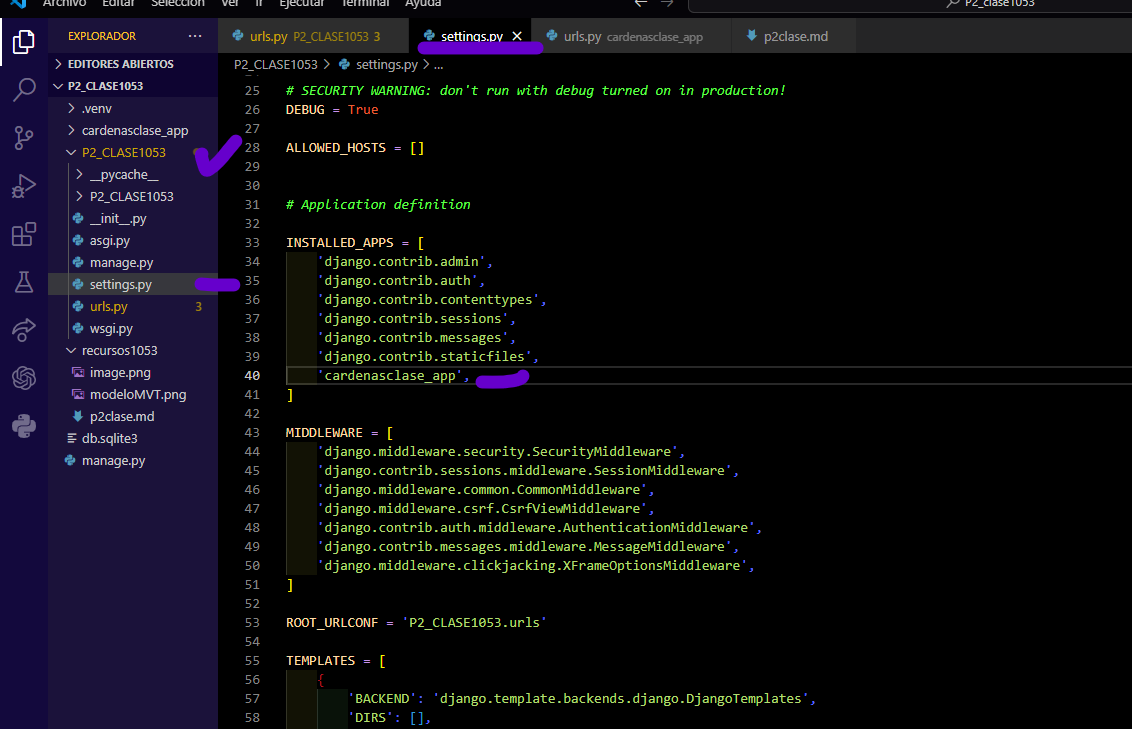 Archivo Editar Selección Ver Ir Ejecutar Terminal Ayuda
P2_clase1053
EXPLORADOR ...
urls.py P2_CLASE1053 3
settings.py
urls.py cardenasclase_app
p2clase.md
EDITORES ABIERTOS
P2_CLASE1053
.venv
cardenasclase_app
P2_CLASE1053
__pycache__
P2_CLASE1053
__init__.py
asgi.py
manage.py
settings.py
urls.py 3
wsgi.py
recursos1053
image.png
modeloMVT.png
p2clase.md
db.sqlite3
manage.py
P2_CLASE1053 > settings.py > ...
25 # SECURITY WARNING: don't run with debug turned on in production!
26 DEBUG = True
27
28 ALLOWED_HOSTS = []
29
30
31 # Application definition
32
33 INSTALLED_APPS = [
34 'django.contrib.admin',
35 'django.contrib.auth',
36 'django.contrib.contenttypes',
37 'django.contrib.sessions',
38 'django.contrib.messages',
39 'django.contrib.staticfiles',
40 'cardenasclase_app',
41 ]
42
43 MIDDLEWARE = [
44 'django.middleware.security.SecurityMiddleware',
45 'django.contrib.sessions.middleware.SessionMiddleware',
46 'django.middleware.common.CommonMiddleware',
47 'django.middleware.csrf.CsrfViewMiddleware',
48 'django.contrib.auth.middleware.AuthenticationMiddleware',
49 'django.contrib.messages.middleware.MessageMiddleware',
50 'django.middleware.clickjacking.XFrameOptionsMiddleware',
51 ]
52
53 ROOT_URLCONF = 'P2_CLASE1053.urls'
54
55 TEMPLATES = [
56 {
57 'BACKEND': 'django.template.backends.django.DjangoTemplates',
58 'DIRS': [],